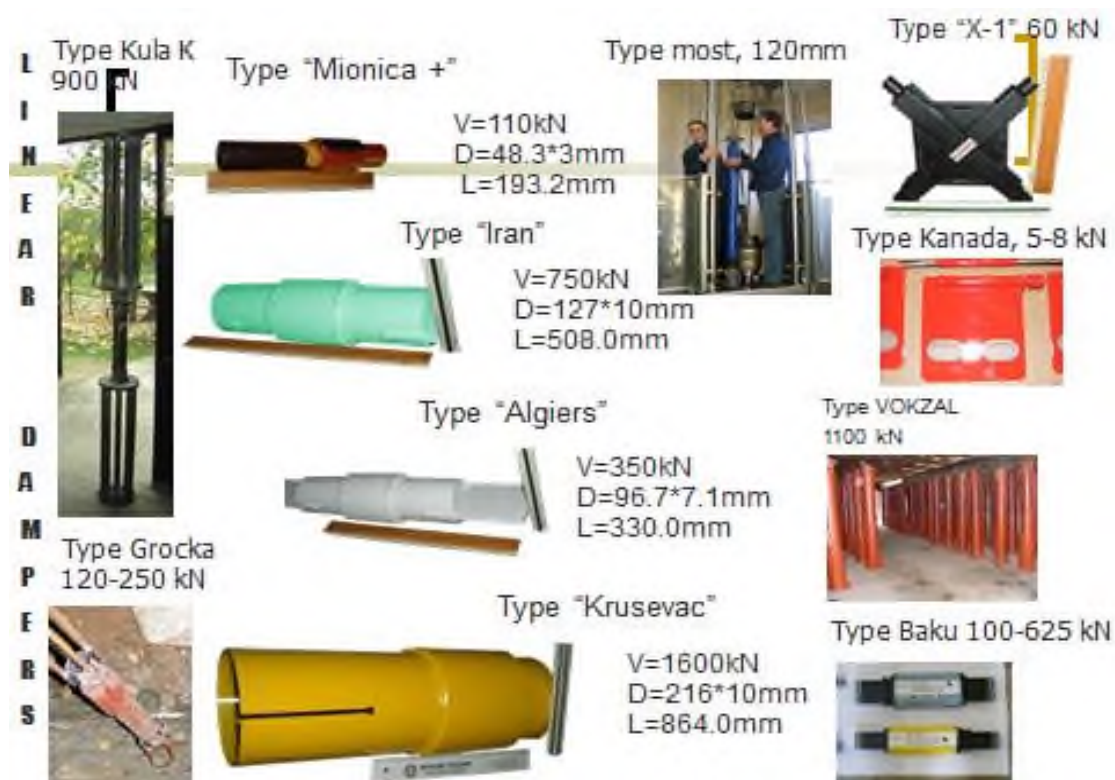 LINEAR DAMPERS
Type Kula K
900 kN
Type “Mionica +”
V=110kN
D=48.3*3mm
L=193.2mm
Type most, 120mm
Type “X-1” 60 kN
Type “Iran”
V=750kN
D=127*10mm
L=508.0mm
Type Kanada, 5-8 kN
Type “Algiers”
V=350kN
D=96.7*7.1mm
L=330.0mm
Type VOKZAL
1100 kN
Type Grocka
120-250 kN
Type “Krusevac”
V=1600kN
D=216*10mm
L=864.0mm
Type Baku 100-625 kN